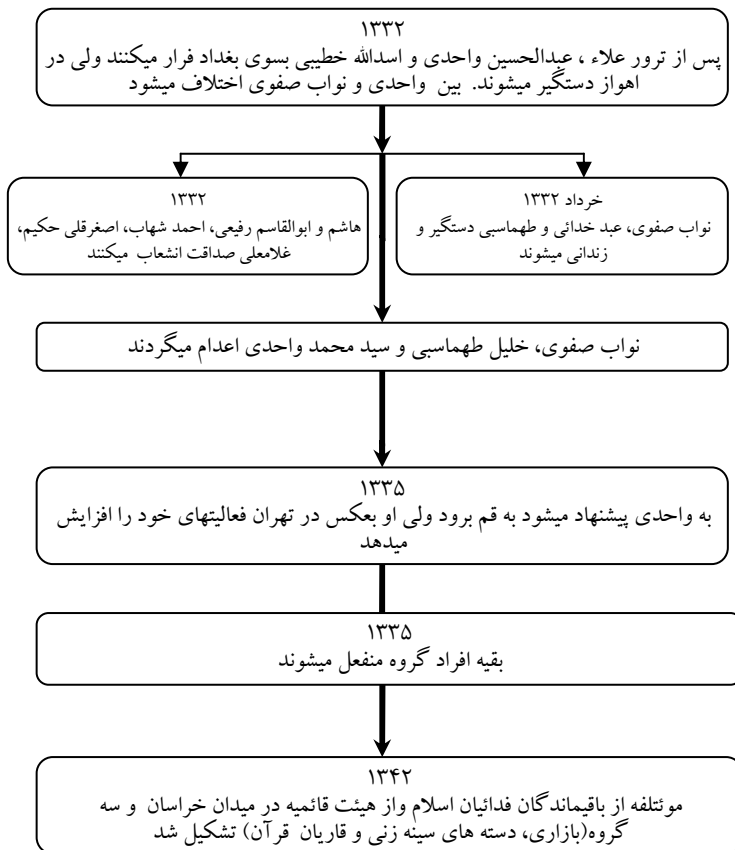 ۱۳۳۲
پس از ترور علاء ، عبدالحسین واحدی و اسدالله خطیبی بسوی بغداد فرار میکنند ولی در
اهواز دستگیر میشوند. بین واحدی و نواب صفوی اختلاف میشود
خرداد ۱۳۳۲
نواب صفوی، عبد خدائی و طهماسبی دستگیر و
زندانی میشوند
۱۳۳۲
هاشم و ابوالقاسم رفیعی، احمد شهاب، اصغرقلی حکیم،
غلامعلی صداقت انشعاب میکنند
نواب صفوی، خلیل طهماسبی و سید محمد واحدی اعدام میگردند
۱۳۳۵
به واحدی پیشنهاد میشود به قم برود ولی او بعکس در تهران فعالیتهای خود را افزایش
میدهد
۱۳۳۵
بقیه افراد گروه منفعل میشوند
۱۳۴۲
موئتلفه از باقیماندگان فدائیان اسلام واز هیئت قائمیه در میدان خراسان و سه
گروه(بازاری، دسته های سینه زنی و قاریان قرآن) تشکیل شد